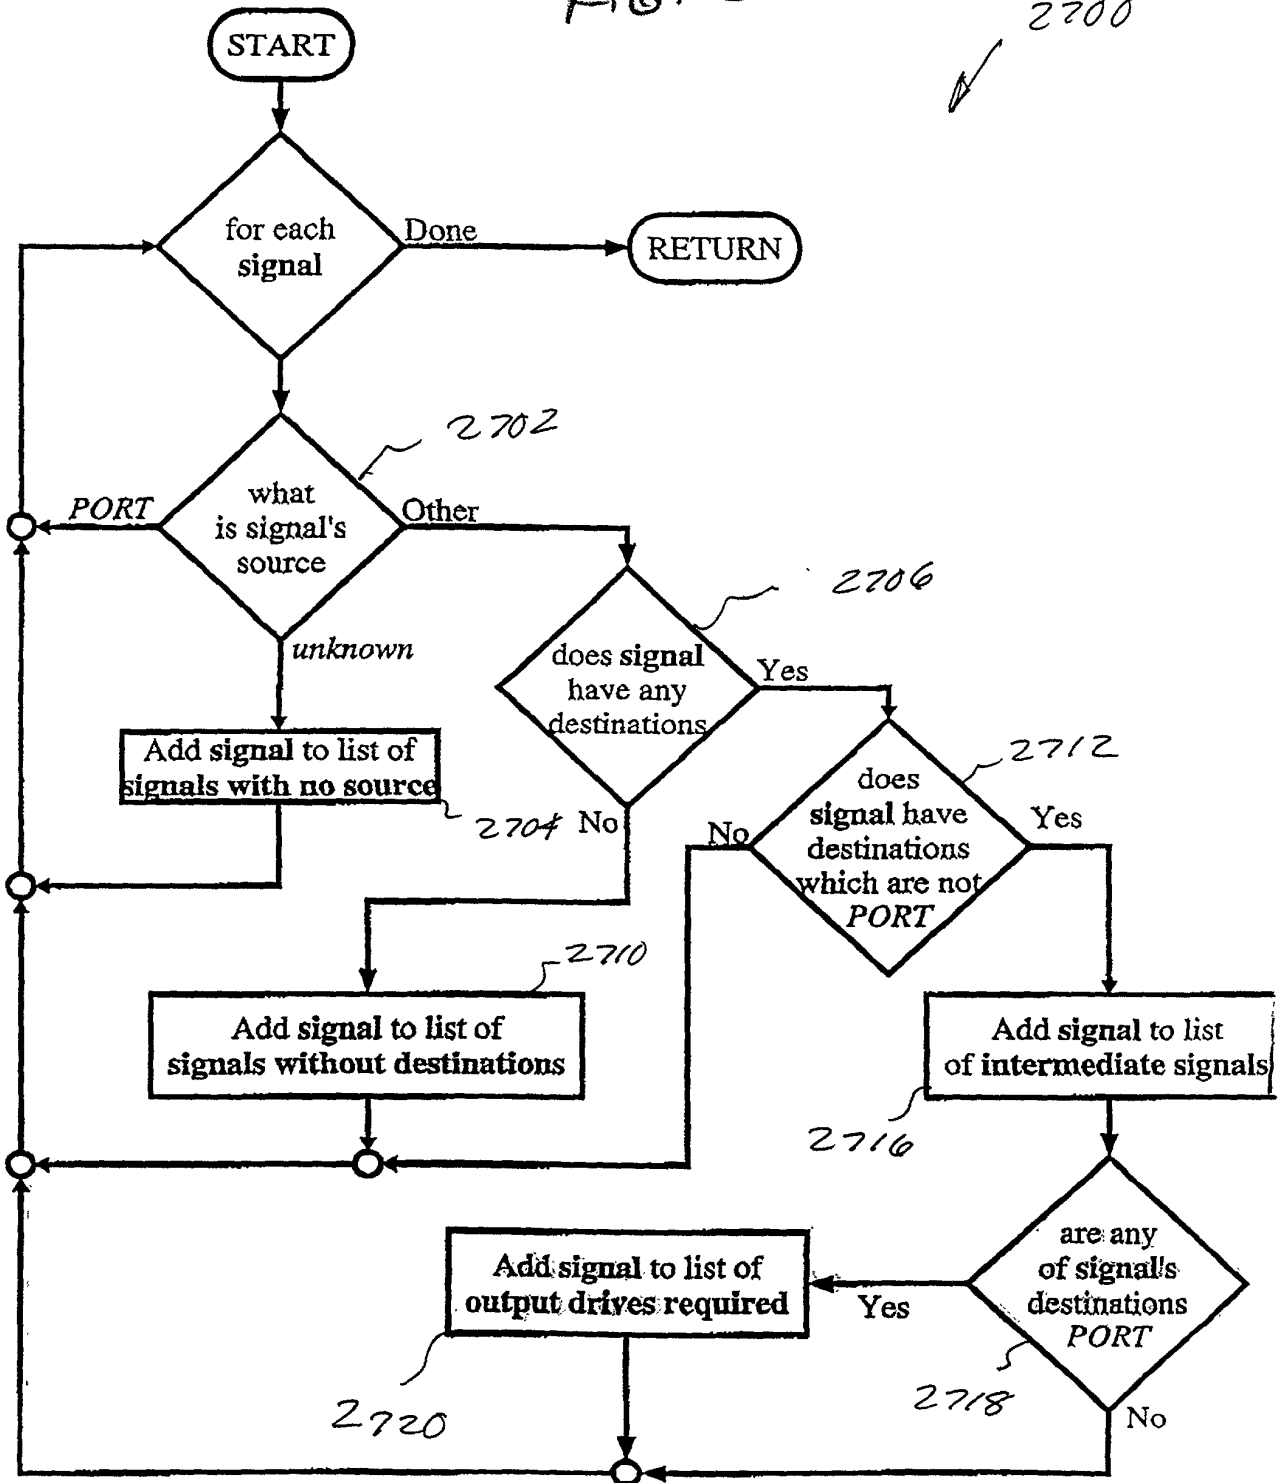 FIG.
2700
START
for each
signal
Done
RETURN
2702
what
is signal's
source
PORT
Other
unknown
2706
does signal
have any
destinations
Yes
Add signal to list of
signals with no source
2704
No
2712
does
signal have
destinations
which are not
PORT
No
Yes
2710
Add signal to list of
signals without destinations
Add signal to list
of intermediate signals
2716
are any
of signal's
destinations
PORT
Yes
Add signal to list of
output drives required
2718
2720
No